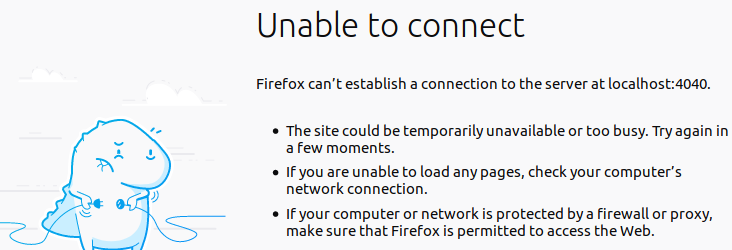 Unable to connect
Firefox can’t establish a connection to the server at localhost:4040.
• The site could be temporarily unavailable or too busy. Try again in
a few moments.
• If you are unable to load any pages, check your computer’s
network connection.
• If your computer or network is protected by a firewall or proxy,
make sure that Firefox is permitted to access the Web.